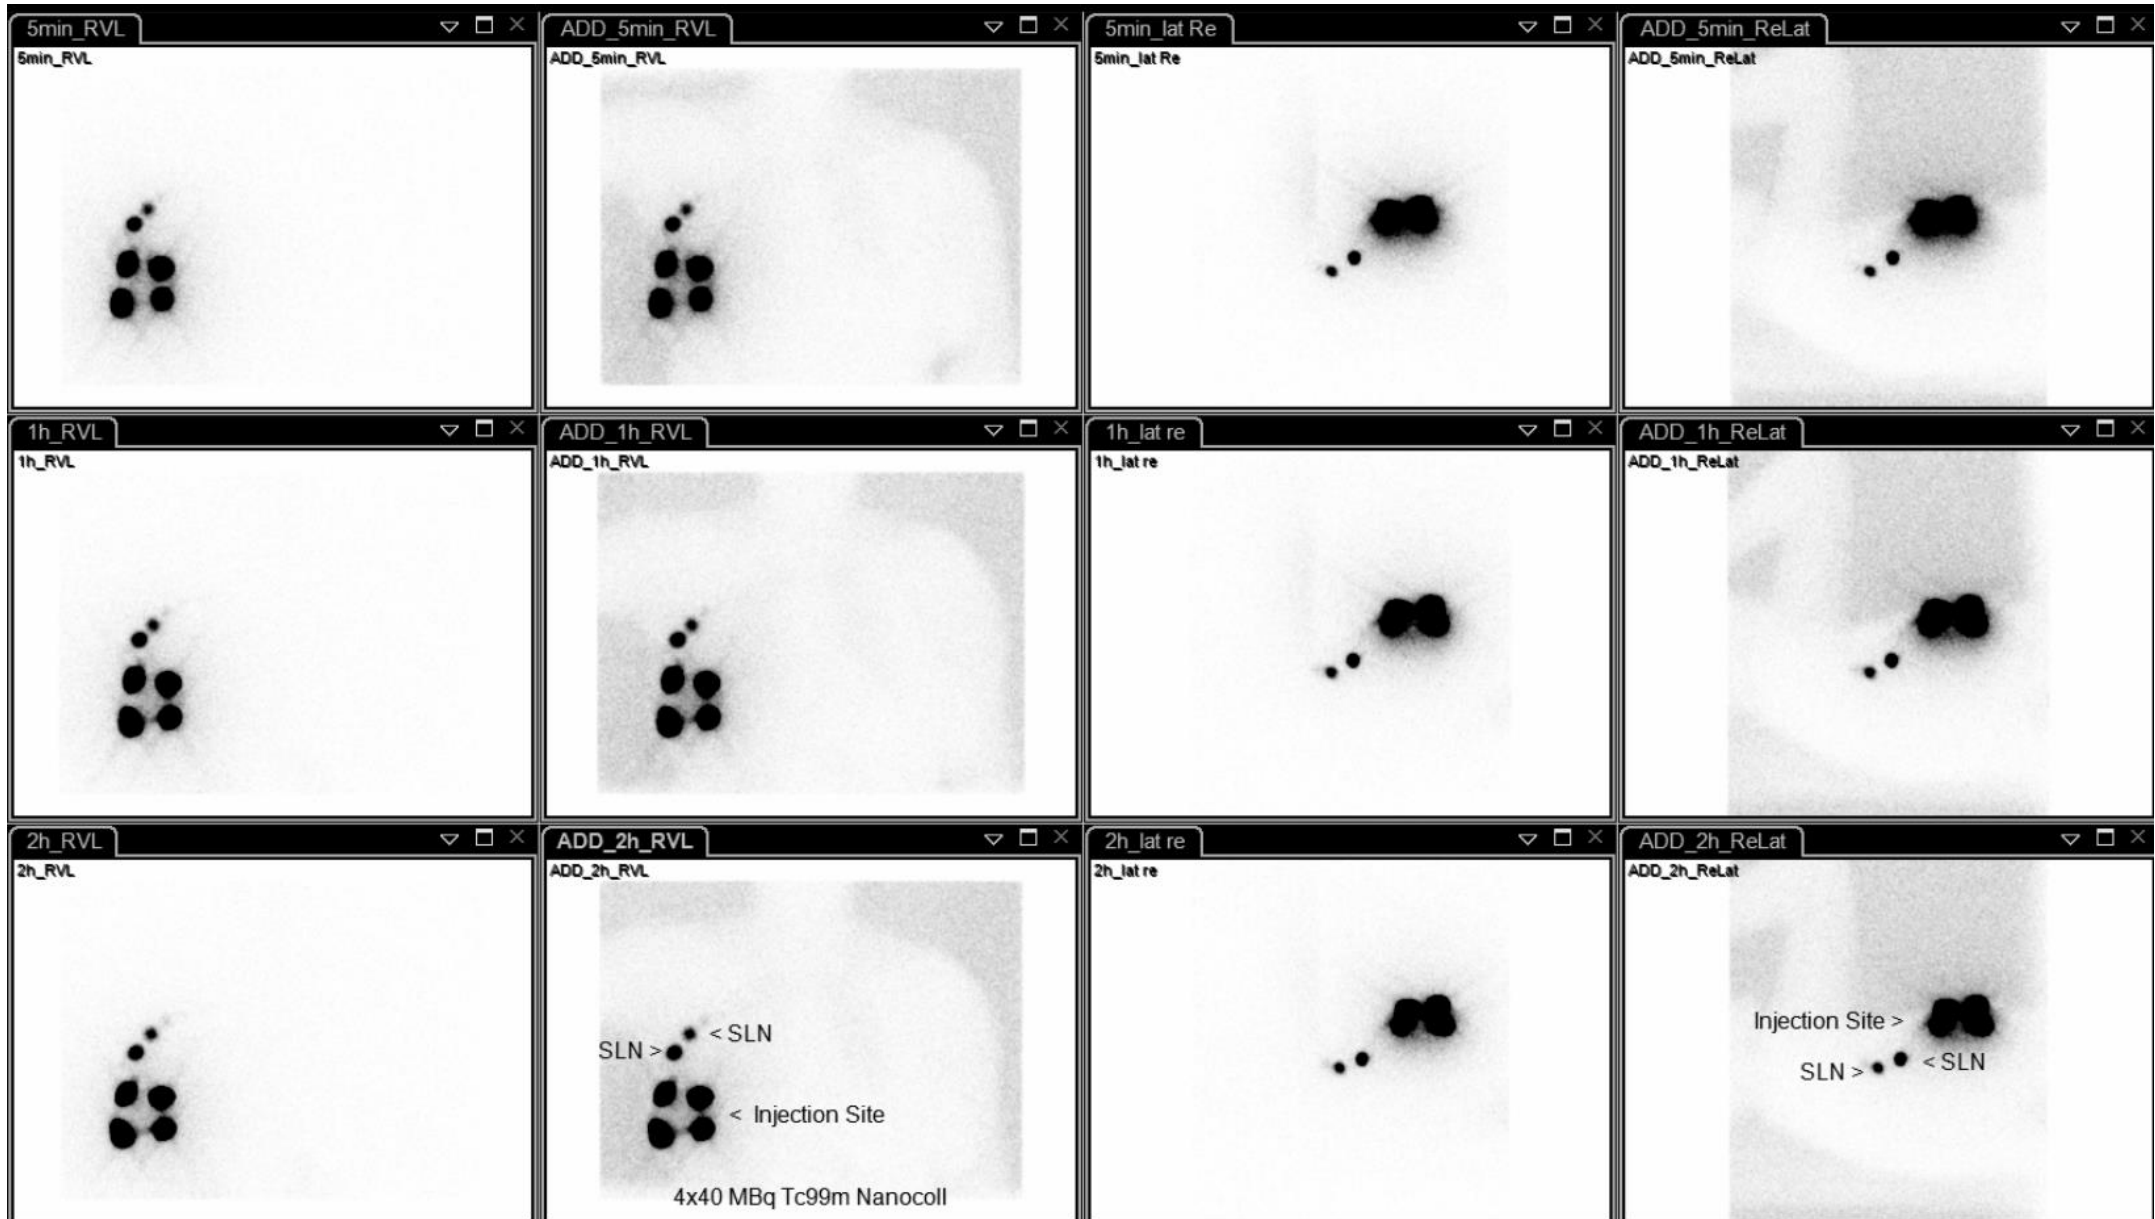 5min_RVL
ADD_5min_RVL
5min_lat Re
ADD_5min_ReLat
5min_RVL
ADD_5min_RVL
5min_lat Re
ADD_5min_ReLat
1h_RVL
ADD_1h_RVL
1h_lat re
ADD_1h_ReLat
1h_RVL
ADD_1h_RVL
1h_lat re
ADD_1h_ReLat
2h_RVL
ADD_2h_RVL
2h_lat re
ADD_2h_ReLat
2h_RVL
ADD_2h_RVL
2h_lat re
ADD_2h_ReLat
< SLN
SLN >
< Injection Site
4x40 MBq Tc99m Nanocoll
Injection Site >
< SLN
SLN >